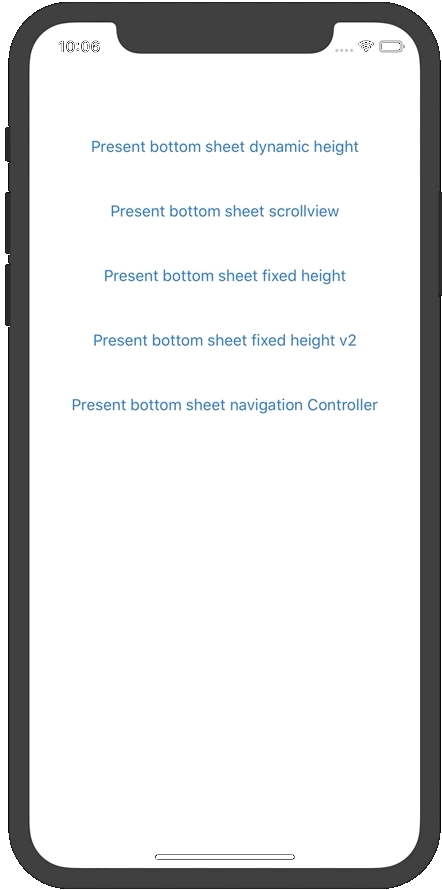 10:06
Present bottom sheet dynamic height
Present bottom sheet scrollview
Present bottom sheet fixed height
Present bottom sheet fixed height v2
Present bottom sheet navigation Controller